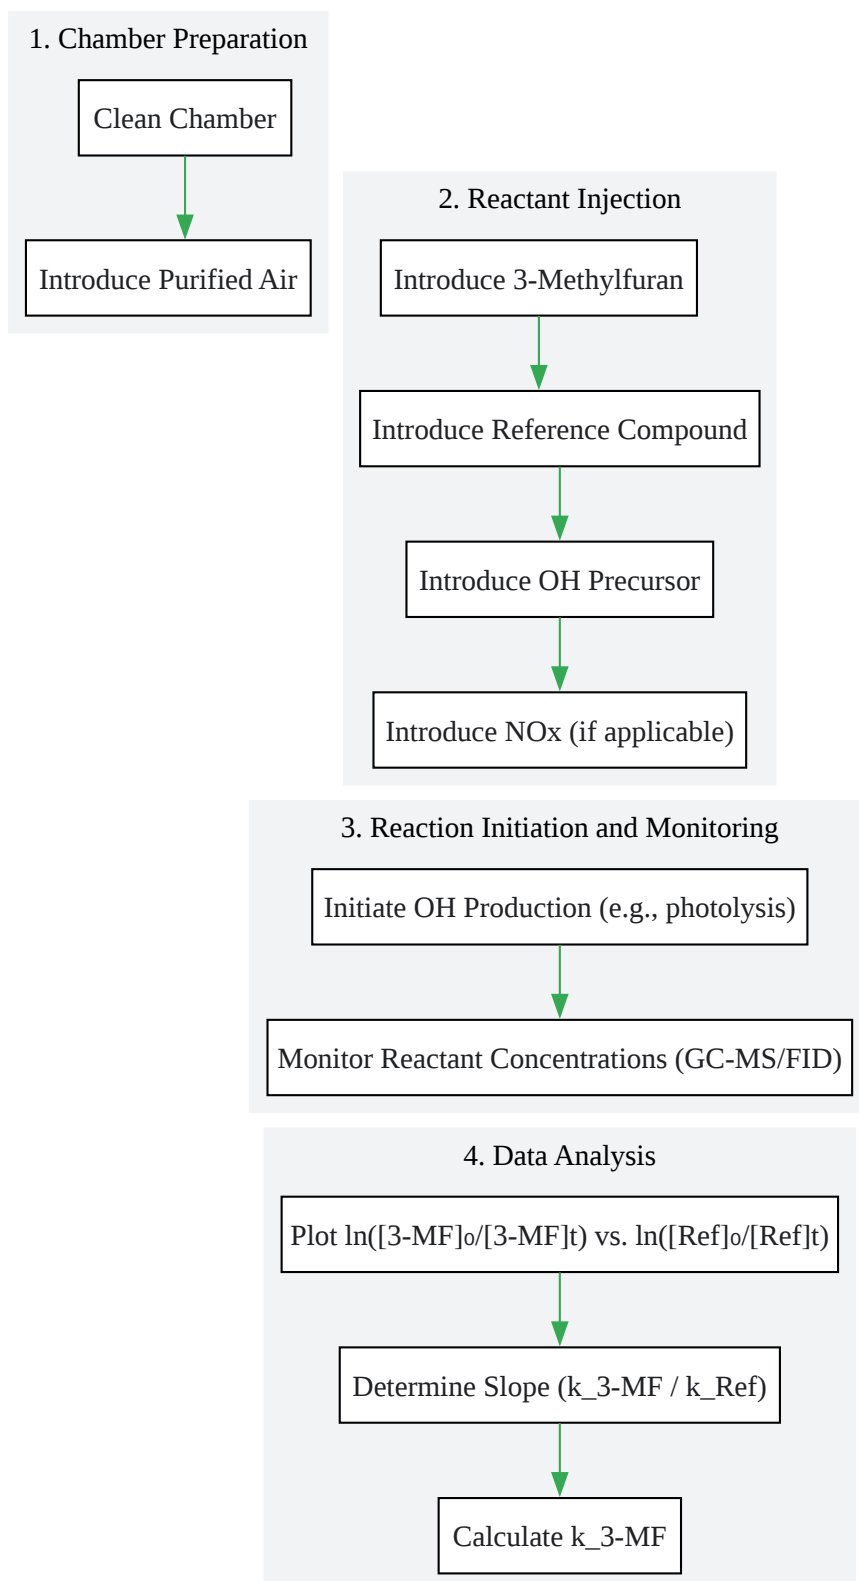 1. Chamber Preparation
Clean Chamber
Introduce Purified Air
2. Reactant Injection
Introduce 3-Methylfuran
Introduce Reference Compound
Introduce OH Precursor
Introduce NOx (if applicable)
3. Reaction Initiation and Monitoring
Initiate OH Production (e.g., photolysis)
Monitor Reactant Concentrations (GC-MS/FID)
4. Data Analysis
Plot ln([3-MF]₀/[3-MF]t) vs. ln([Ref]₀/[Ref]t)
Determine Slope (k_3-MF / k_Ref)
Calculate k_3-MF